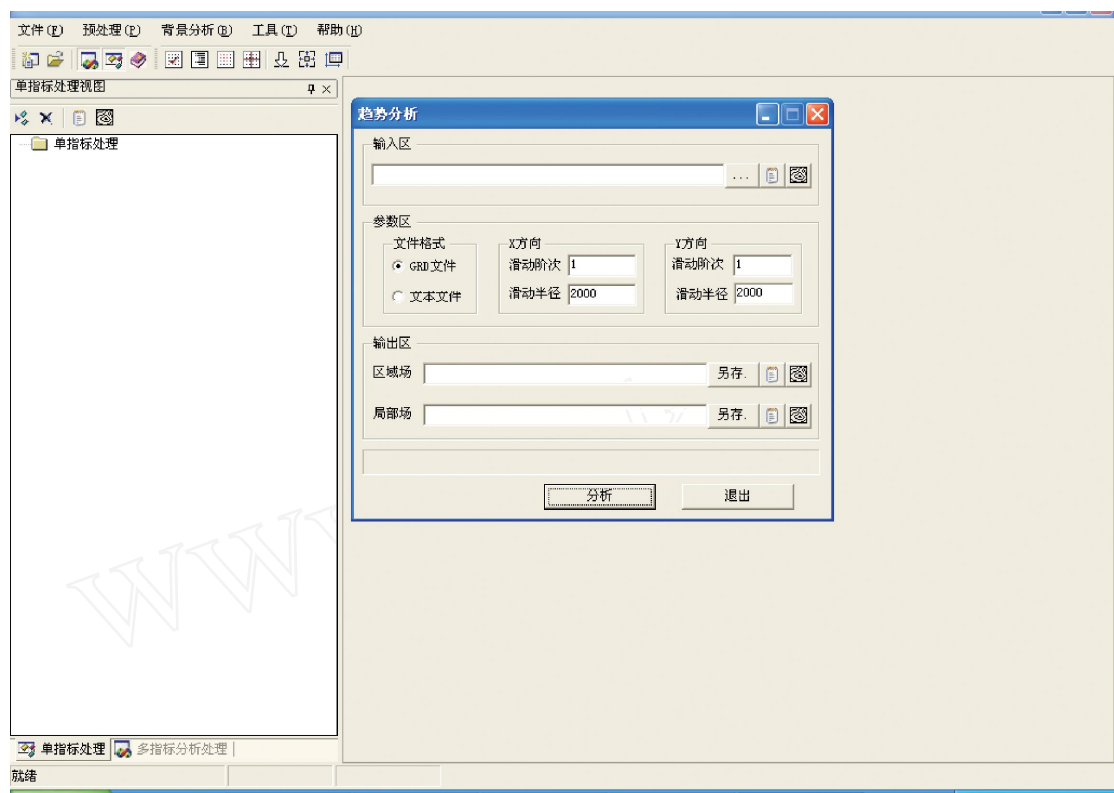 文件(F) 预处理(P) 背景分析(B) 工具(T) 帮助(H)
单指标处理视图
单指标处理
趋势分析
输入区
...
参数区
文件格式
GRD文件
文本文件
X方向
滑动阶次 1
滑动半径 2000
Y方向
滑动阶次 1
滑动半径 2000
输出区
区域场 另存.
局部场 另存.
分析 退出
单指标处理 多指标分析处理
就绪